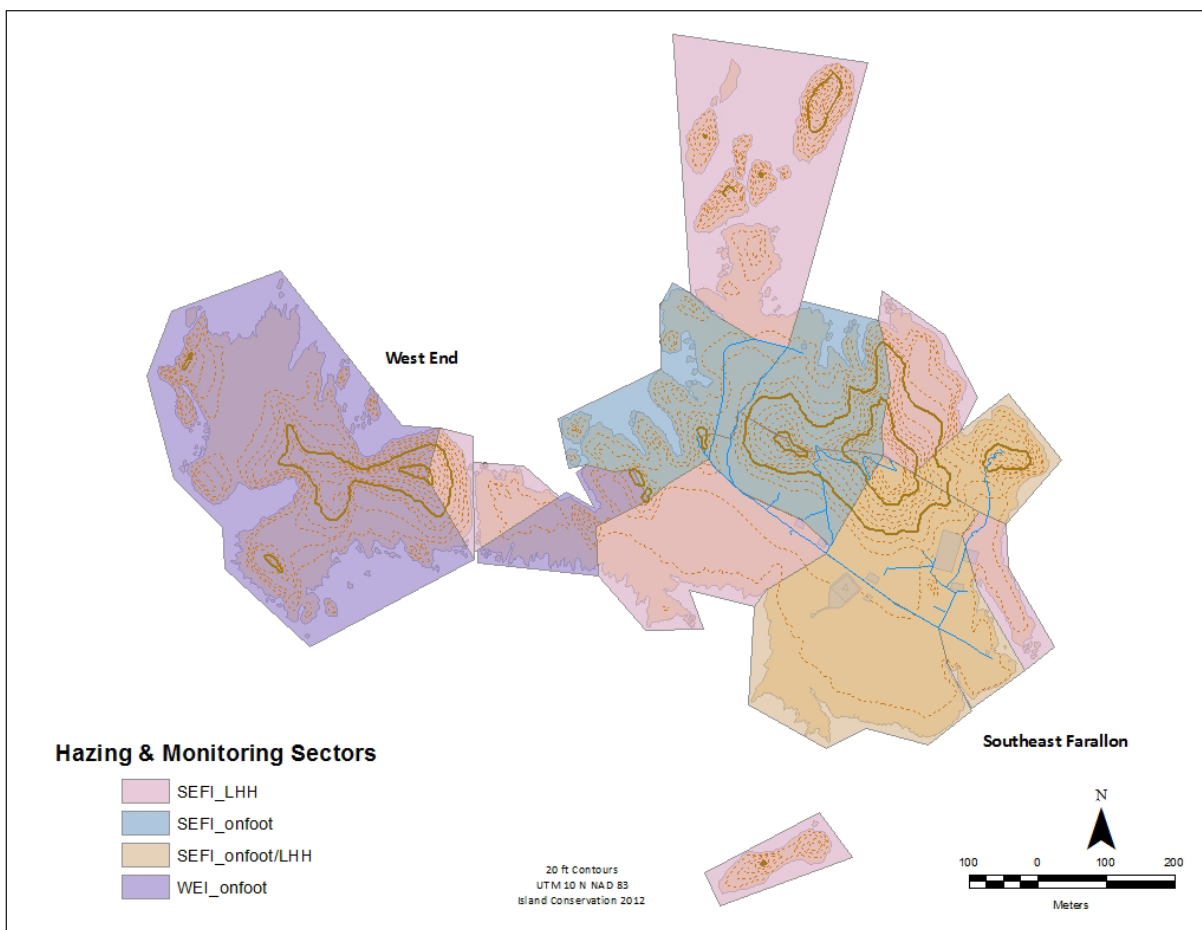 West End
Southeast Farallon
Hazing & Monitoring Sectors
SEFI_LHH
SEFI_onfoot
SEFI_onfoot/LHH
WEI_onfoot
20 ft Contours
UTM 10 N NAD 83
Island Conservation 2012
N
100 0 100 200
Meters